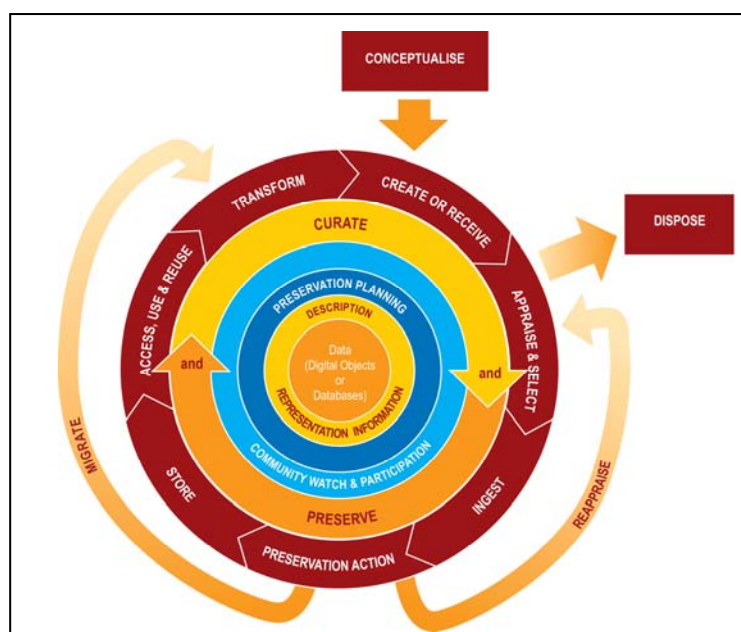 CONCEPTUALISE
DISPOSE
TRANSFORM
CREATE OR RECEIVE
APPRAISE & SELECT
INGEST
PRESERVATION ACTION
STORE
ACCESS, USE & REUSE
MIGRATE
REAPPRAISE
CURATE
and
PRESERVE
and
COMMUNITY WATCH & PARTICIPATION
PRESERVATION PLANNING
DESCRIPTION
REPRESENTATION INFORMATION
Data
(Digital Objects
or
Databases)